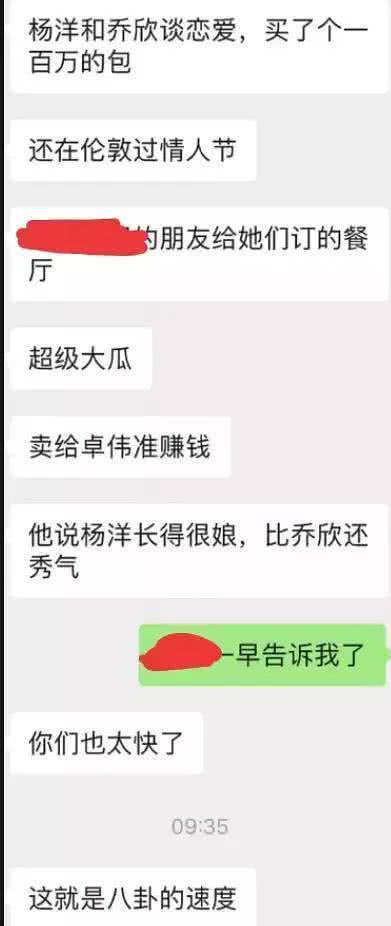 杨洋和乔欣谈恋爱，买了个一
百万的包
还在伦敦过情人节
的朋友给她们订的餐
厅
超级大瓜
卖给卓伟准赚钱
他说杨洋长得很娘，比乔欣还
秀气
一早告诉我了
你们也太快了
09:35
这就是八卦的速度